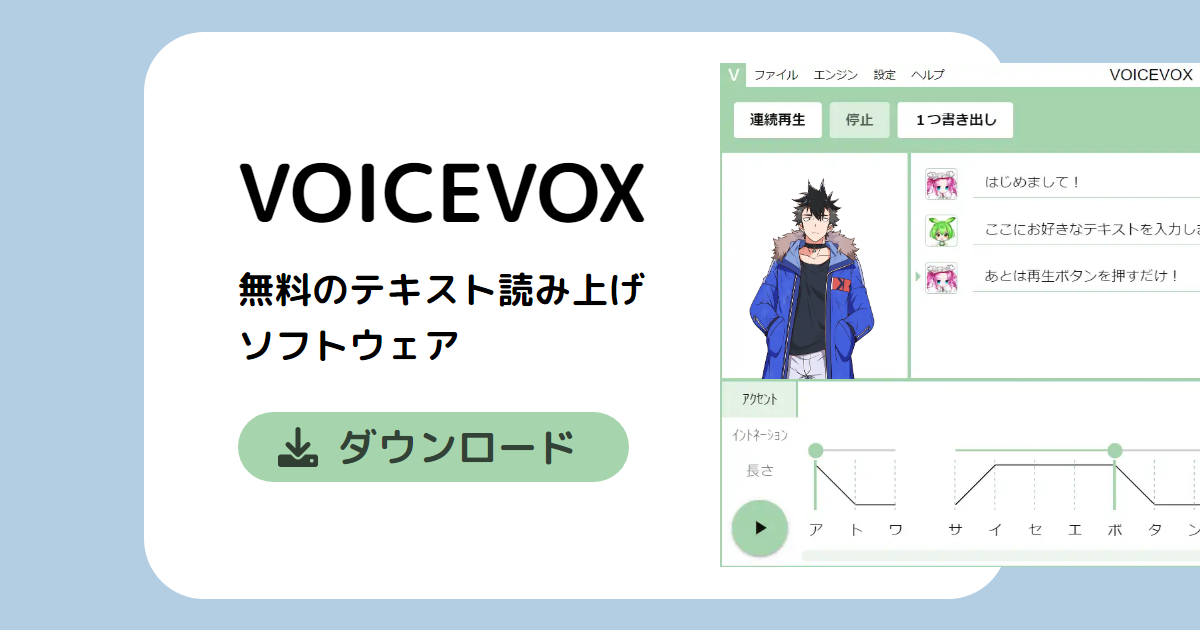 VOICEVOX
無料のテキスト読み上げ
ソフトウェア
ダウンロード
V ファイル エンジン 設定 ヘルプ VOICEVOX
連続再生 停止 1つ書き出し
はじめまして！
ここにお好きなテキストを入力しま
あとは再生ボタンを押すだけ！
アクセント
イントネーション
長さ
ア ト ワ サ イ セ エ ボ タ ン